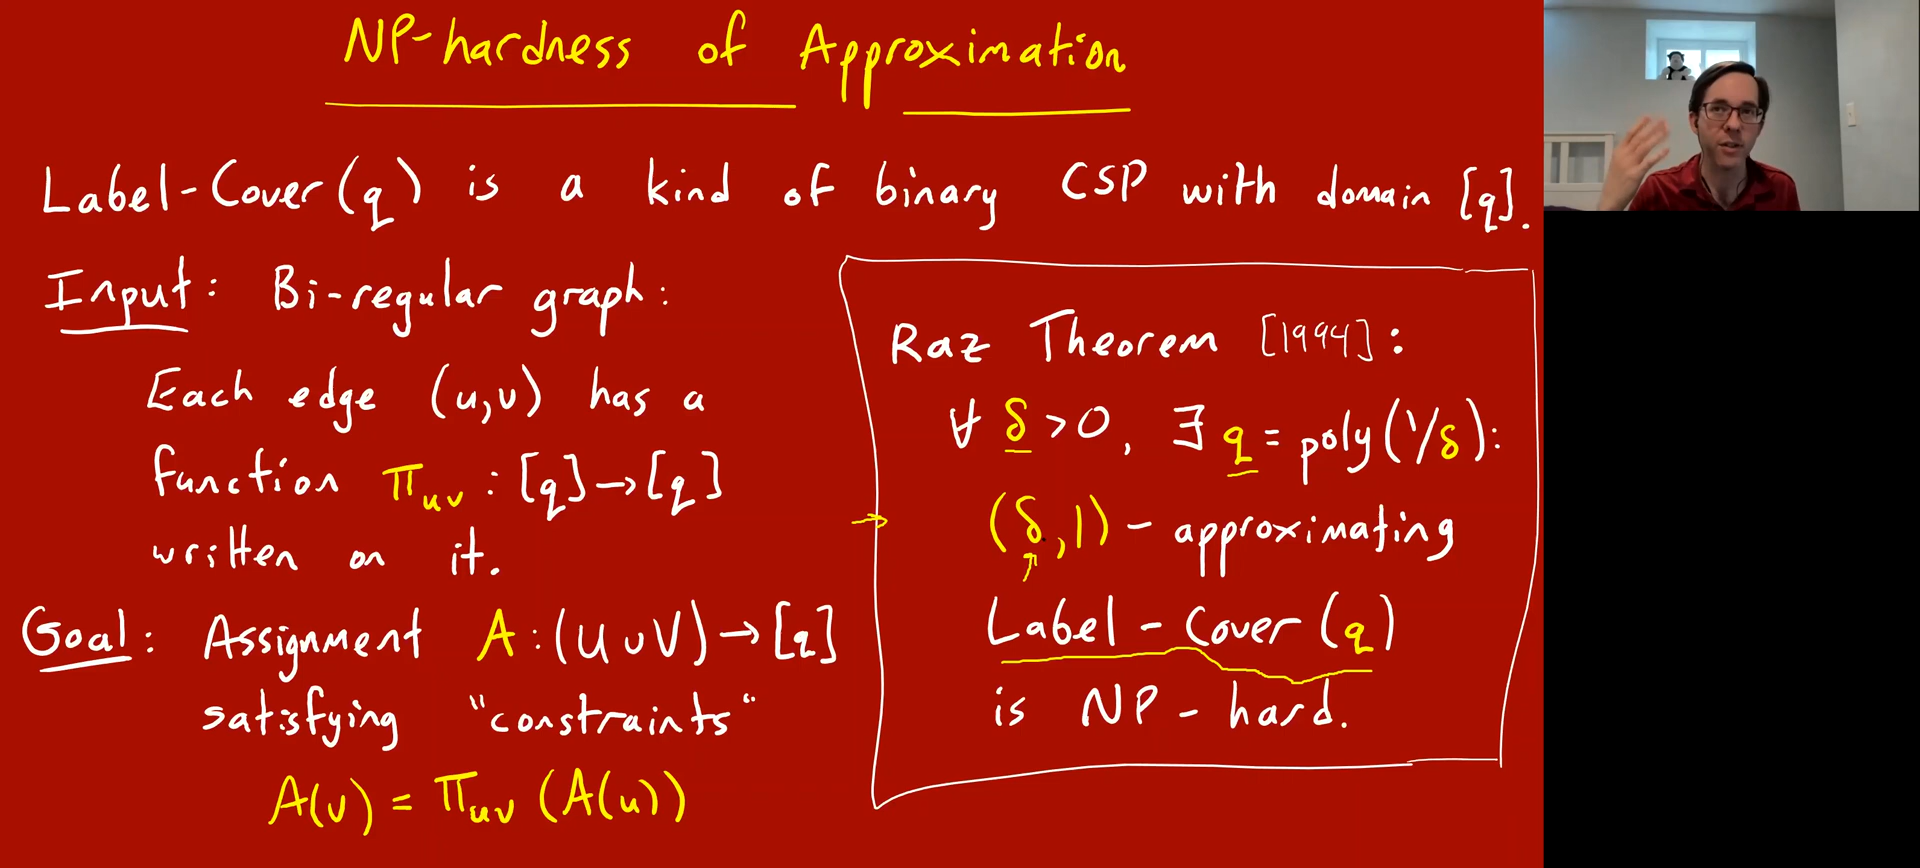 NP-hardness of Approximation
Label-Cover(q) is a kind of binary CSP with domain [q].
Input: Bi-regular graph:
Each edge (u,v) has a
function π_uv : [q]→[q]
written on it.
Goal: Assignment A:(U∪V)→[q]
satisfying "constraints"
A(v) = π_uv (A(u))
Raz Theorem [1994]:
∀ δ>0, ∃ q = poly(1/δ):
(δ,1)-approximating
Label-Cover(q)
is NP-hard.